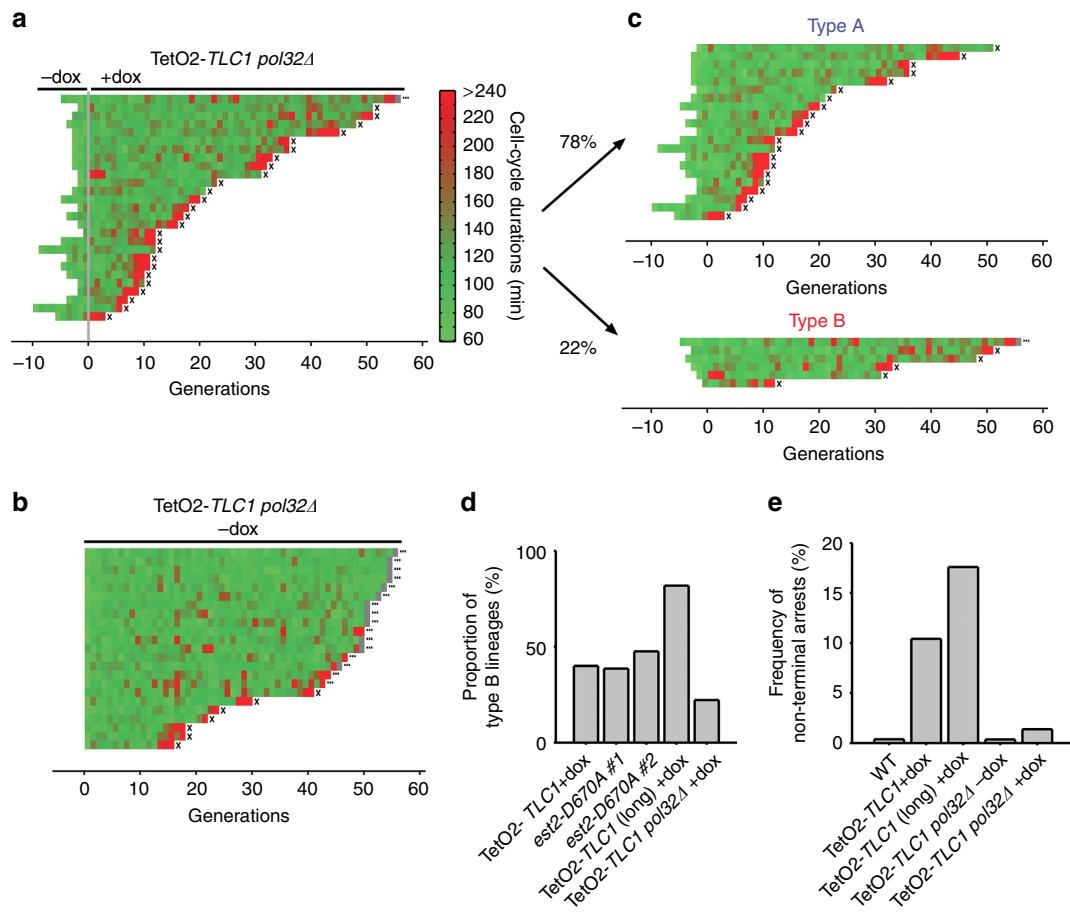 a
TetO2-TLC1 pol32Δ
–dox
+dox
...
x
>240
220
200
180
160
140
120
100
80
60
Cell-cycle durations (min)
–10 0 10 20 30 40 50 60
Generations
78%
22%
c
Type A
x
–10 0 10 20 30 40 50 60
Generations
Type B
...
x
–10 0 10 20 30 40 50 60
Generations
b
TetO2-TLC1 pol32Δ
–dox
...
x
0 10 20 30 40 50 60
Generations
d
Proportion of
type B lineages (%)
100
50
0
TetO2- TLC1+dox
est2-D670A #1
est2-D670A #2
TetO2-TLC1 (long) +dox
TetO2-TLC1 pol32Δ +dox
e
Frequency of
non-terminal arrests (%)
20
15
10
5
0
WT
TetO2-TLC1+dox
TetO2-TLC1 (long) +dox
TetO2-TLC1 pol32Δ –dox
TetO2-TLC1 pol32Δ +dox